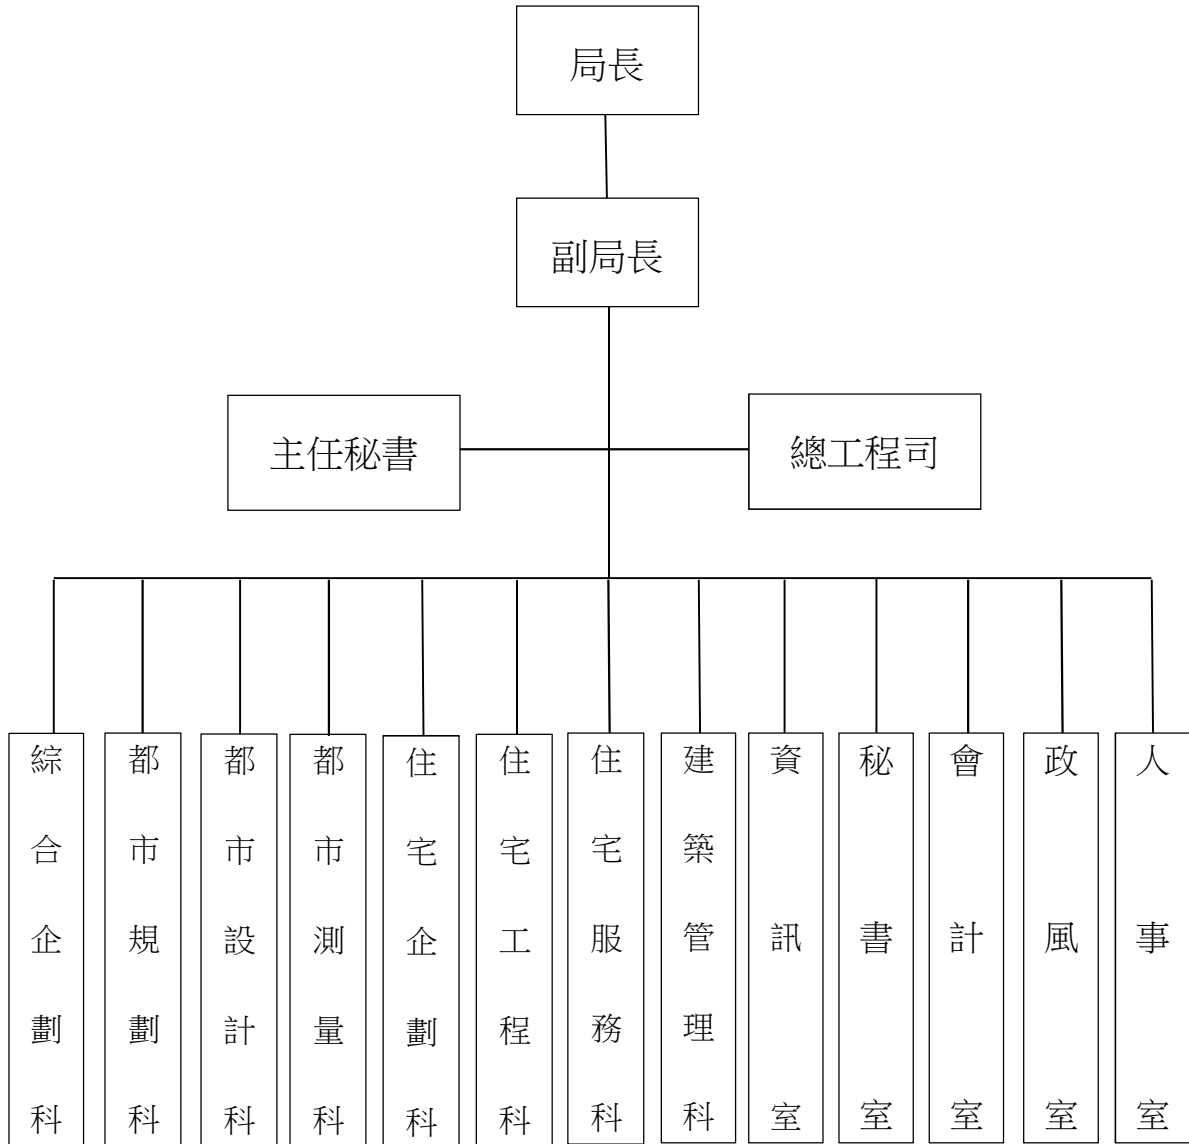 局長
副局長
主任秘書
總工程司
綜合企劃科
都市規劃科
都市設計科
都市測量科
住宅企劃科
住宅工程科
住宅服務科
建築管理科
資訊室
秘書室
會計室
政風室
人事室